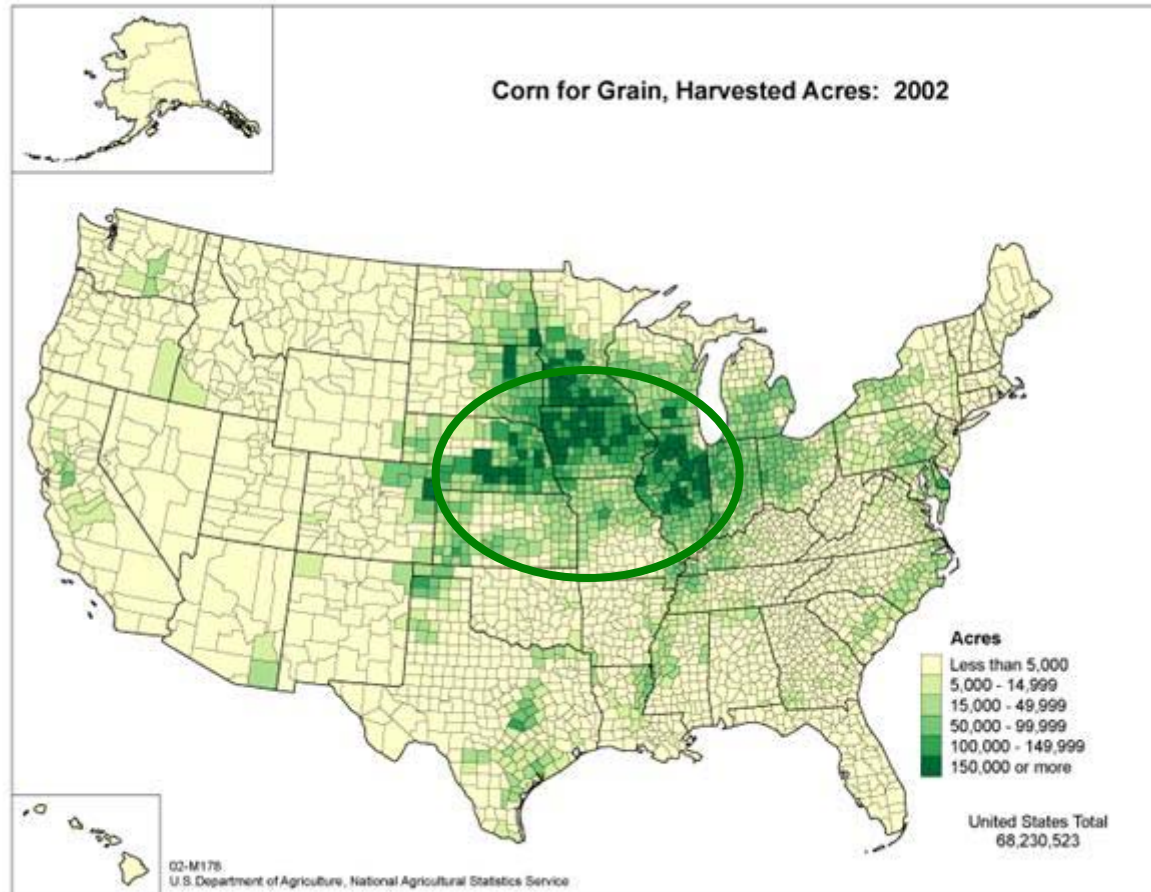 Corn for Grain, Harvested Acres: 2002
Acres
Less than 5,000
5,000 - 14,999
15,000 - 49,999
50,000 - 99,999
100,000 - 149,999
150,000 or more
United States Total
68,230,523
02-M178
U.S. Department of Agriculture, National Agricultural Statistics Service